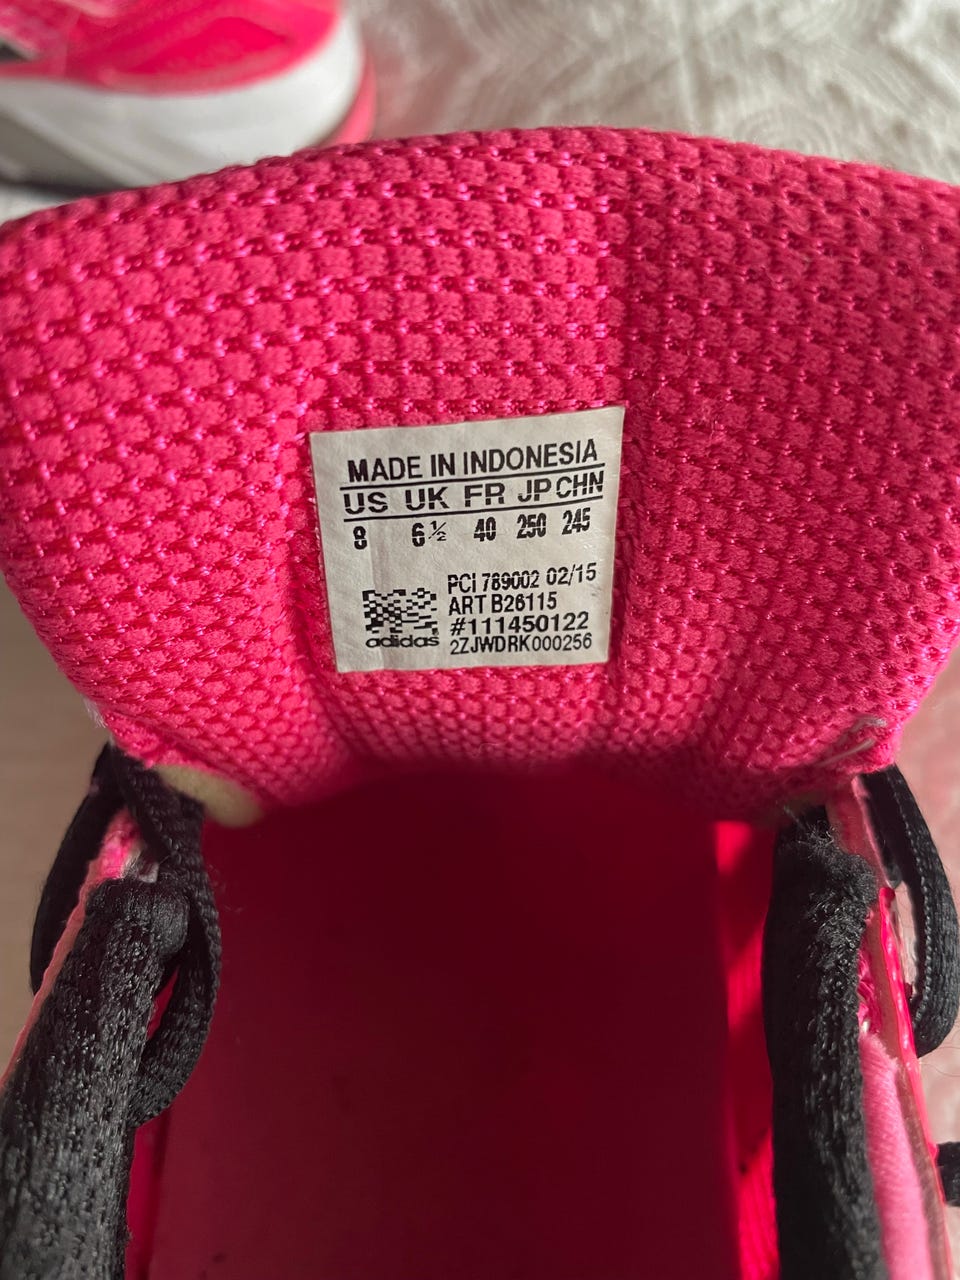 MADE IN INDONESIA
US UK FR JP CHN
8 6½ 40 250 245
PCI 789002 02/15
ART B26115
#111450122
adidas 2ZJWDRK000256